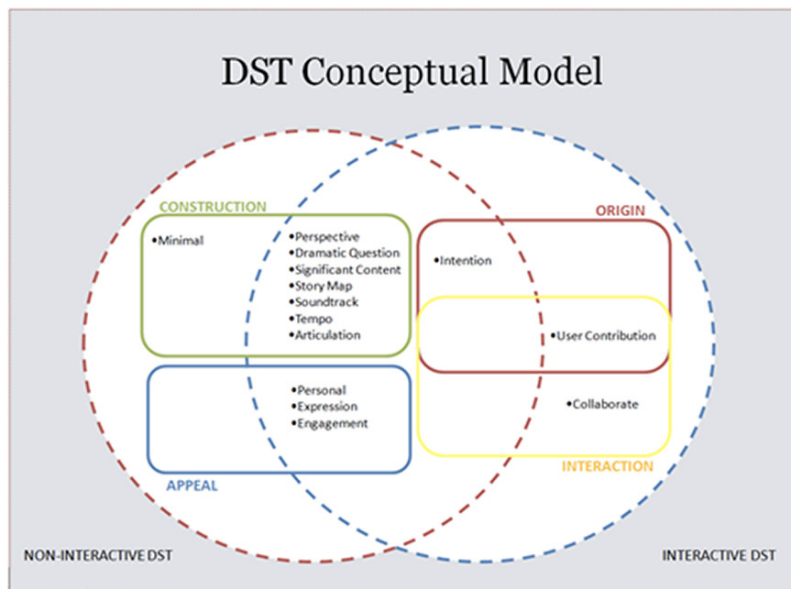 DST Conceptual Model
CONSTRUCTION
•Minimal
•Perspective
•Dramatic Question
•Significant Content
•Story Map
•Soundtrack
•Tempo
•Articulation
ORIGIN
•Intention
•User Contribution
•Personal
•Expression
•Engagement
•Collaborate
APPEAL
INTERACTION
NON-INTERACTIVE DST
INTERACTIVE DST